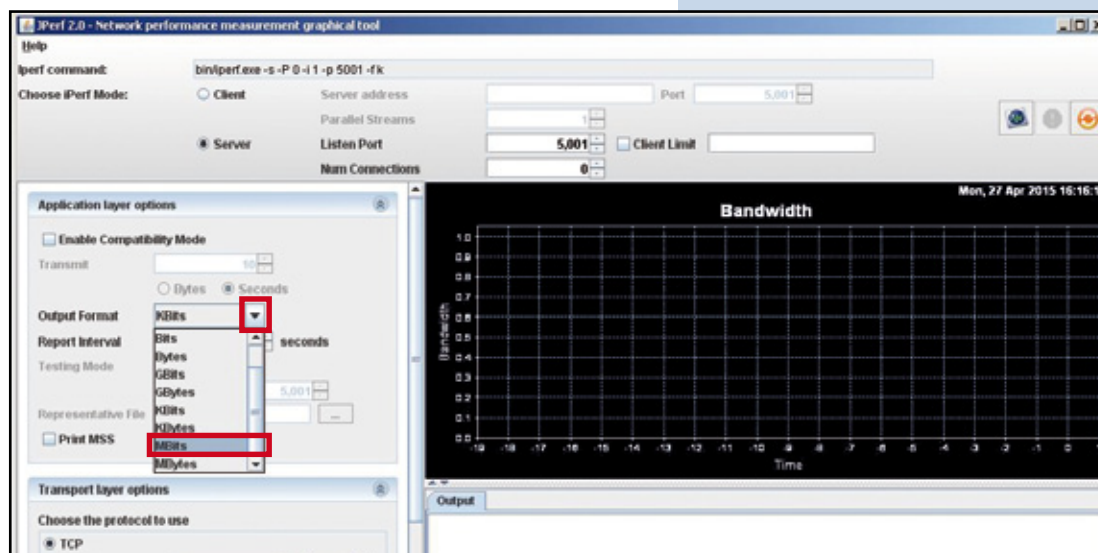 JPerf 2.0 - Network performance measurement graphical tool
Help
Iperf command: bin/iperf.exe -s -P 0 -i 1 -p 5001 -f k
Choose iPerf Mode: Client Server address Port 5,001
Parallel Streams 1
Server Listen Port 5,001 Client Limit
Num Connections 0
Application layer options
Enable Compatibility Mode
Transmit 10
Bytes Seconds
Output Format KBits
Report Interval seconds
Testing Mode
5,001
Representative File ...
Print MSS
Bits
Bytes
GBits
GBytes
KBits
KBytes
MBits
MBytes
Transport layer options
Choose the protocol to use
TCP
Mon, 27 Apr 2015 16:16:1
Bandwidth
Bandwidth
1.0
0.9
0.8
0.7
0.6
0.5
0.4
0.3
0.2
0.1
0.0
-19 -18 -17 -16 -15 -14 -13 -12 -11 -10 -9 -8 -7 -6 -5 -4 -3 -2 -1 0
Time
Output